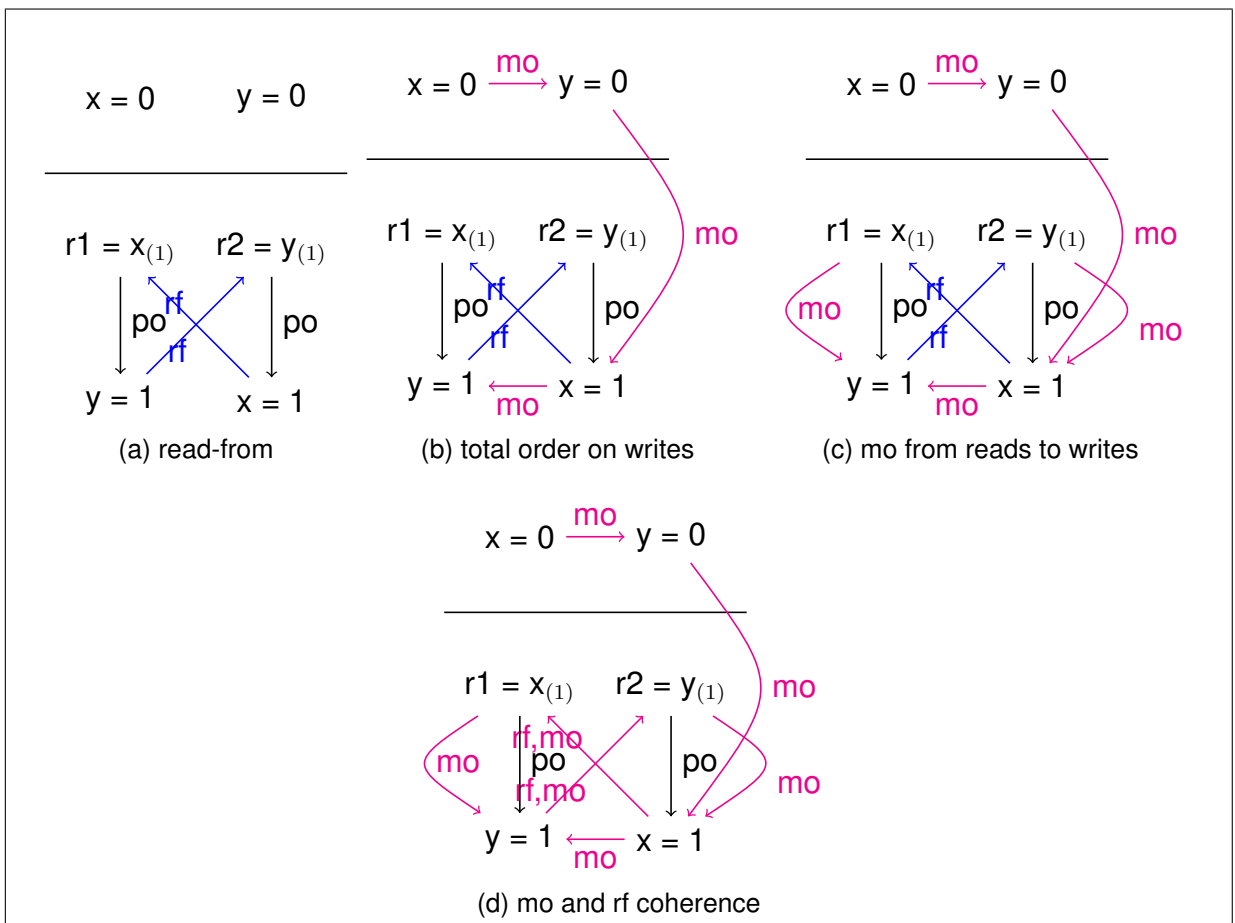 x = 0 y = 0
r1 = x(1) r2 = y(1)
rf
po po
rf
y = 1 x = 1
(a) read-from
mo
x = 0 y = 0
r1 = x(1) r2 = y(1) mo
rf
po po
rf
y = 1 x = 1
mo
(b) total order on writes
mo
x = 0 y = 0
r1 = x(1) r2 = y(1) mo
rf
mo po po mo
rf
y = 1 x = 1
mo
(c) mo from reads to writes
mo
x = 0 y = 0
r1 = x(1) r2 = y(1) mo
rf,mo
mo po po mo
rf,mo
y = 1 x = 1
mo
(d) mo and rf coherence